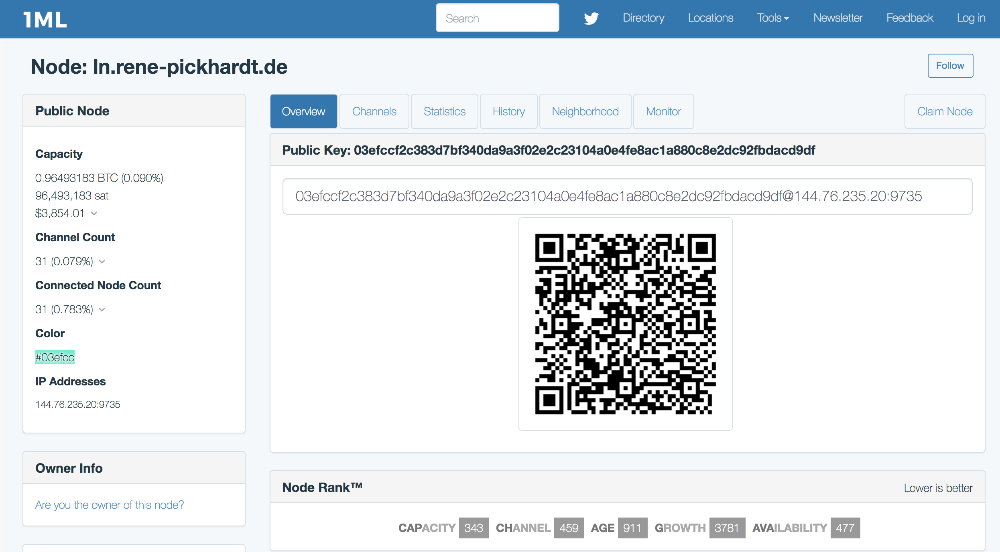 1ML
Search
Directory
Locations
Tools
Newsletter
Feedback
Log in
Node: ln.rene-pickhardt.de
Follow
Public Node
Capacity
0.96493183 BTC (0.090%)
96,493,183 sat
$3,854.01
Channel Count
31 (0.079%)
Connected Node Count
31 (0.783%)
Color
#03efcc
IP Addresses
144.76.235.20:9735
Owner Info
Are you the owner of this node?
Overview
Channels
Statistics
History
Neighborhood
Monitor
Claim Node
Public Key: 03efccf2c383d7bf340da9a3f02e2c23104a0e4fe8ac1a880c8e2dc92fbdacd9df
03efccf2c383d7bf340da9a3f02e2c23104a0e4fe8ac1a880c8e2dc92fbdacd9df@144.76.235.20:9735
Node Rank™
Lower is better
CAPACITY 343 CHANNEL 459 AGE 911 GROWTH 3781 AVAILABILITY 477